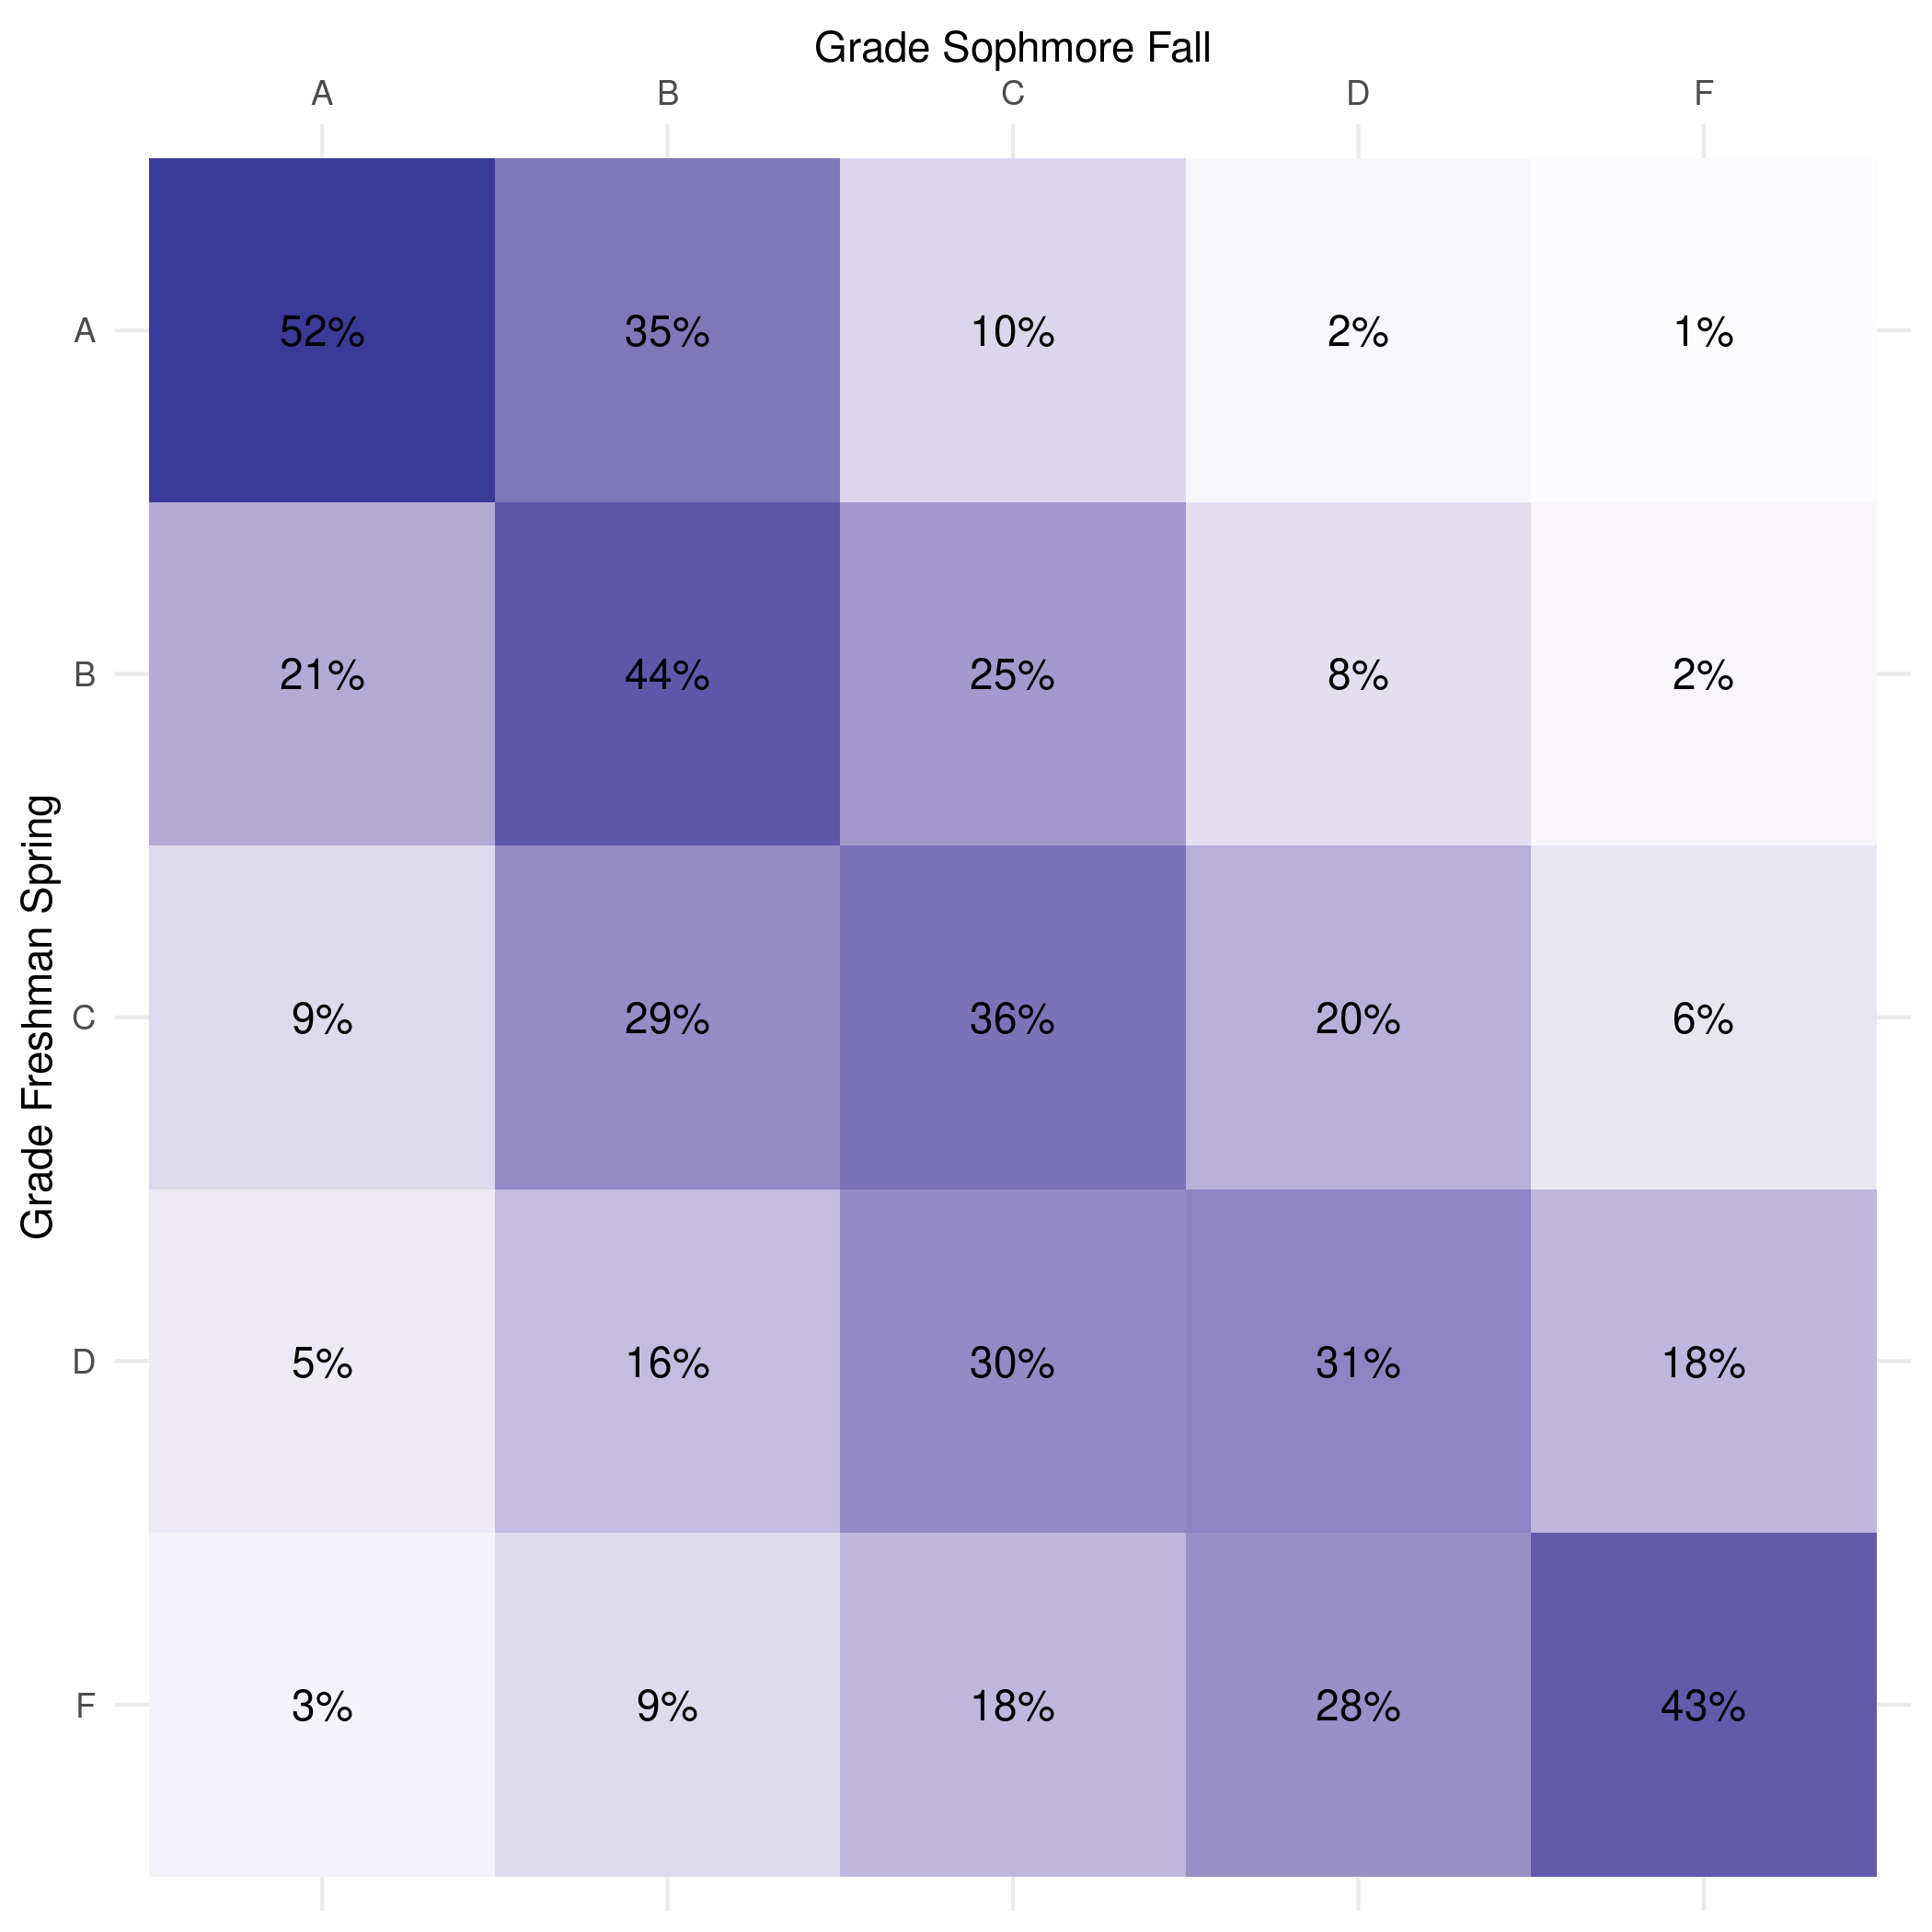 Grade Sophmore Fall
A B C D F
A 52% 35% 10% 2% 1%
B 21% 44% 25% 8% 2%
Grade Freshman Spring
C 9% 29% 36% 20% 6%
D 5% 16% 30% 31% 18%
F 3% 9% 18% 28% 43%